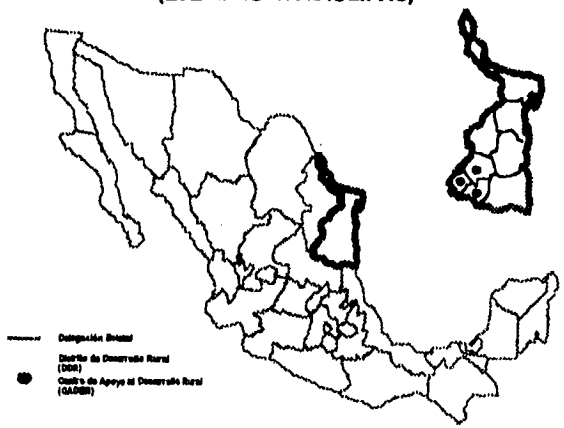 Delegación Estatal
Distrito de Desarrollo Rural
(DDR)
Centro de Apoyo al Desarrollo Rural
(CADER)